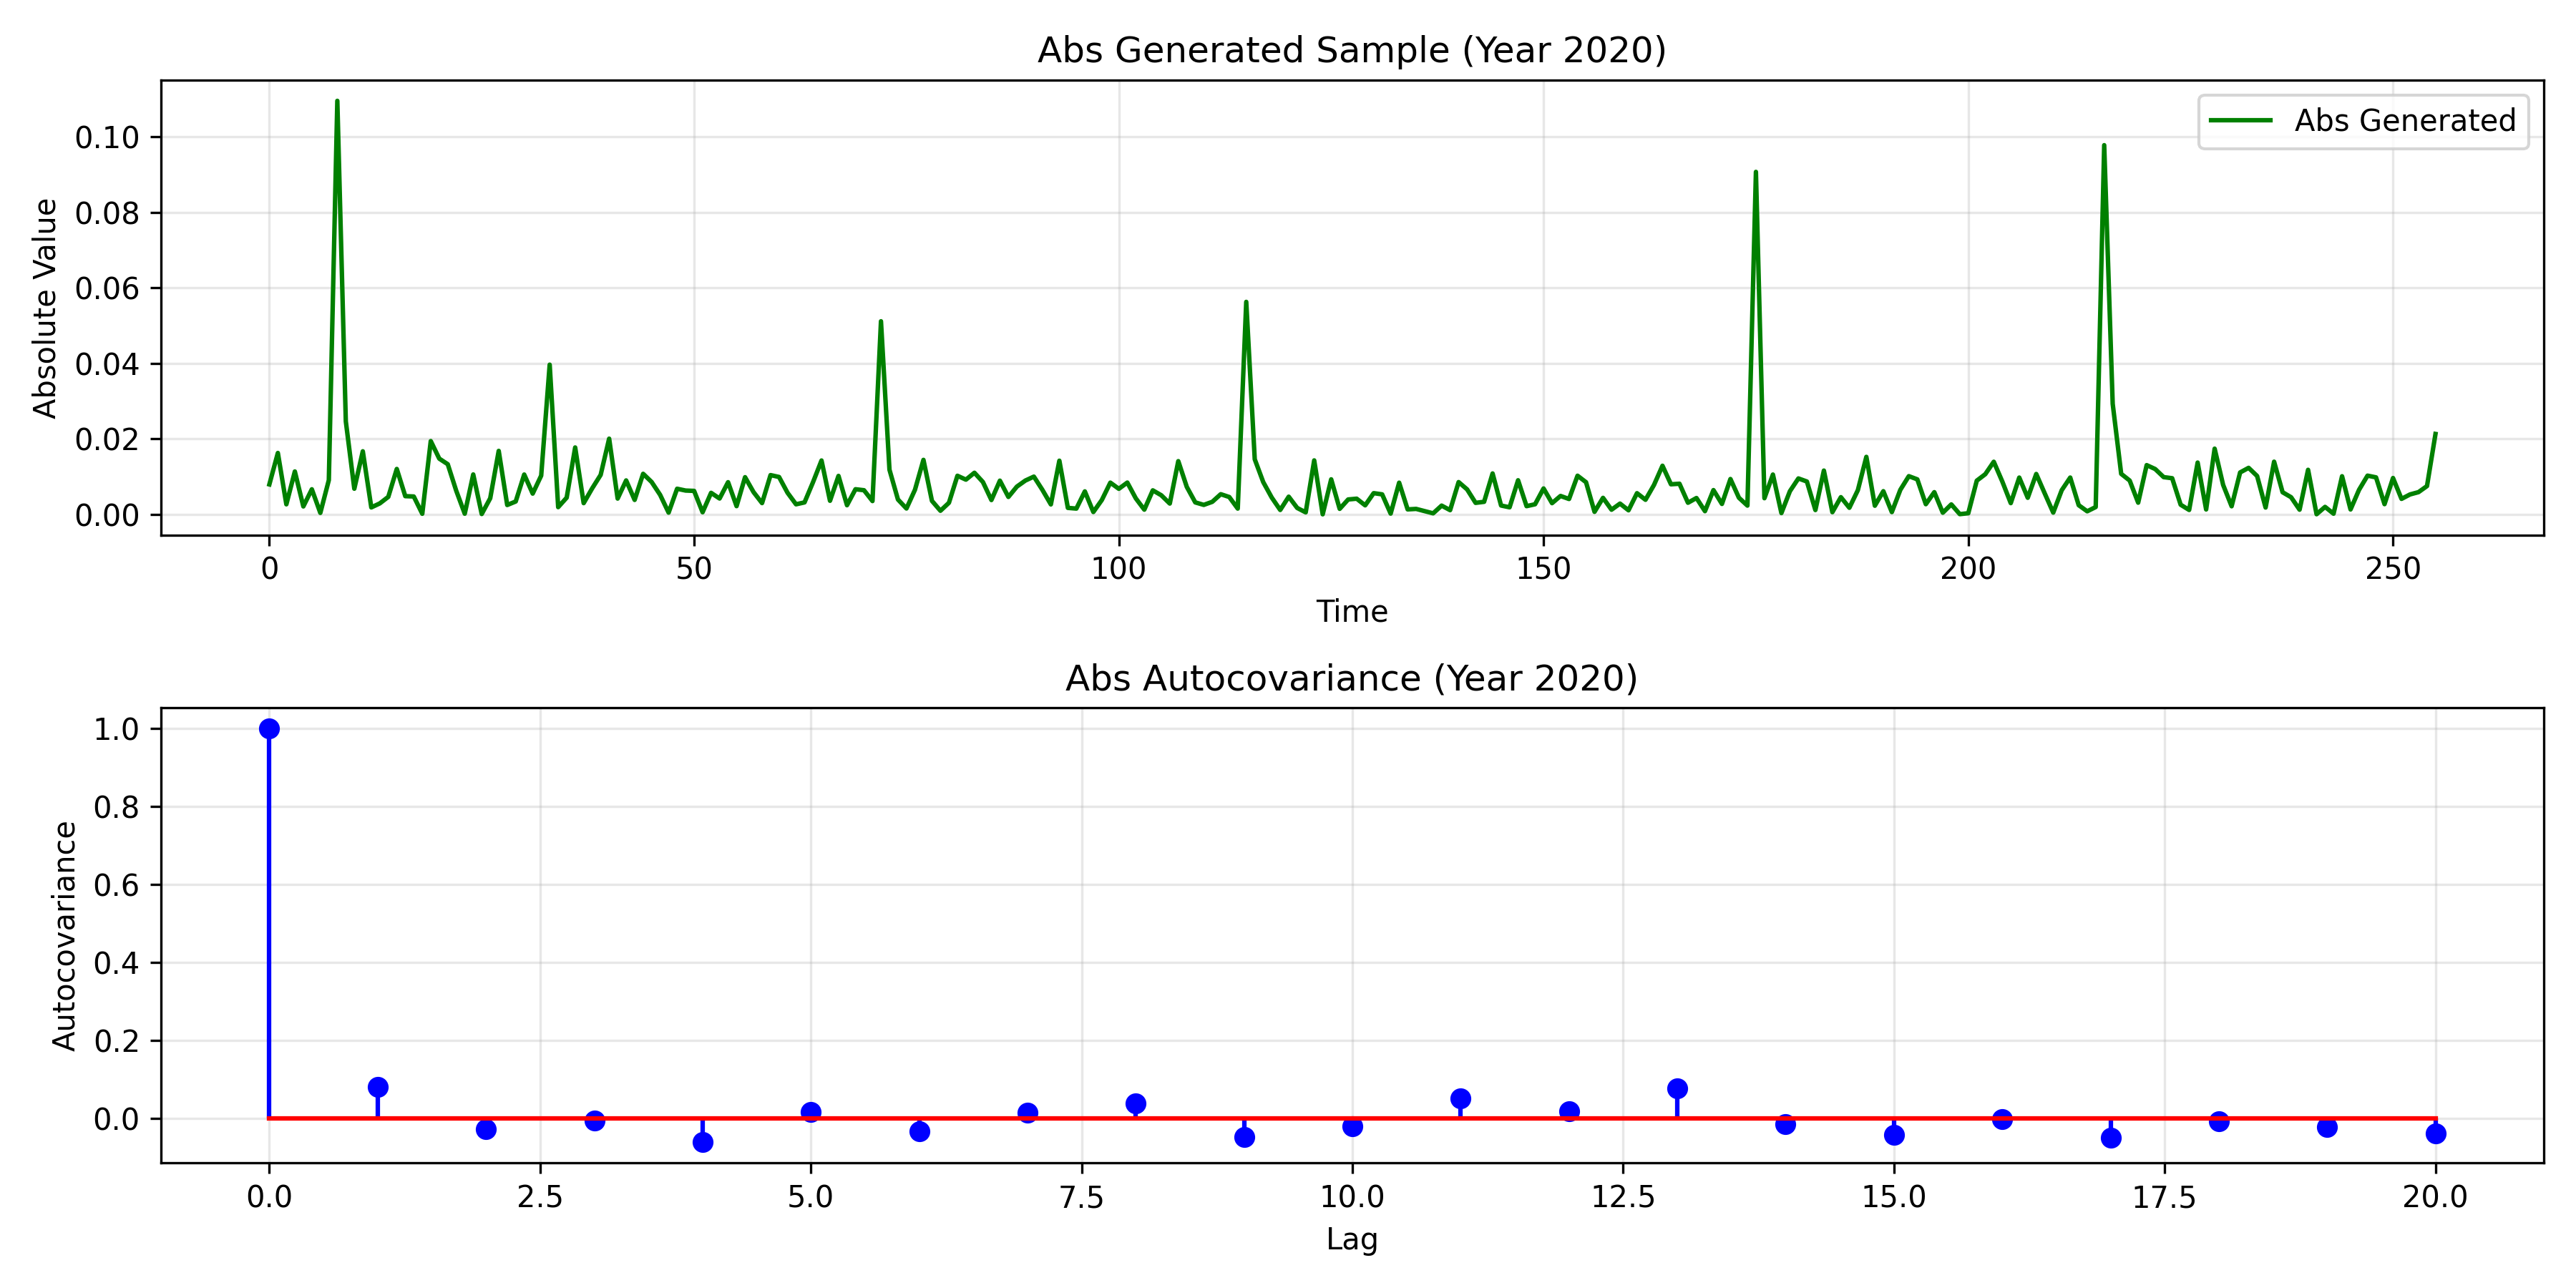 Abs Generated Sample (Year 2020)
Abs Generated
Absolute Value
0.10
0.08
0.06
0.04
0.02
0.00
0 50 100 150 200 250
Time
Abs Autocovariance (Year 2020)
Autocovariance
1.0
0.8
0.6
0.4
0.2
0.0
0.0 2.5 5.0 7.5 10.0 12.5 15.0 17.5 20.0
Lag